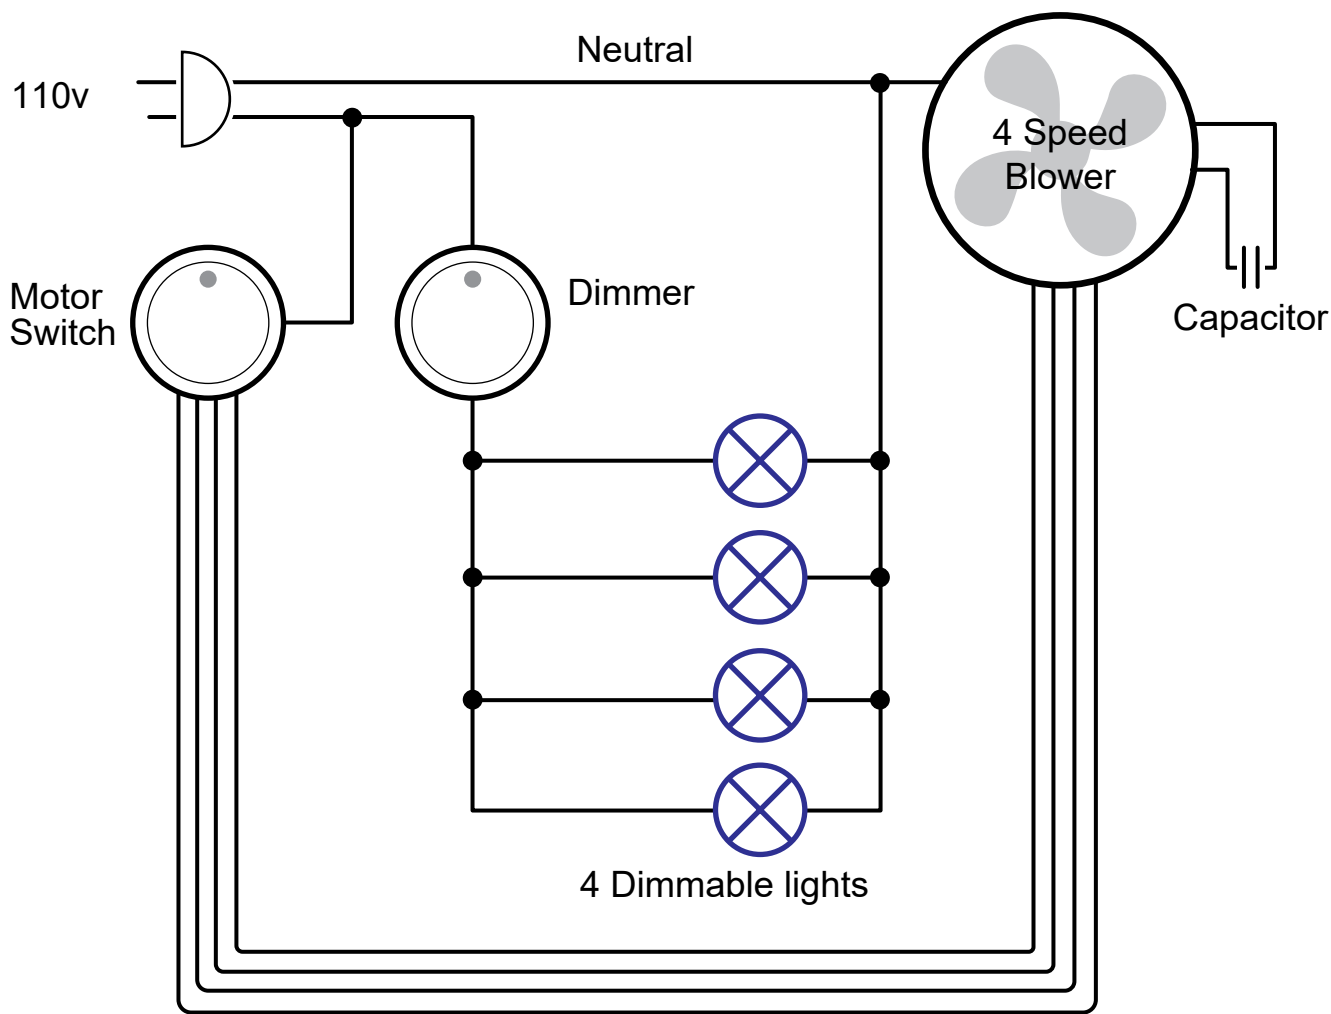 Neutral
110v
4 Speed
Blower
Motor
Switch
Dimmer
Capacitor
4 Dimmable lights